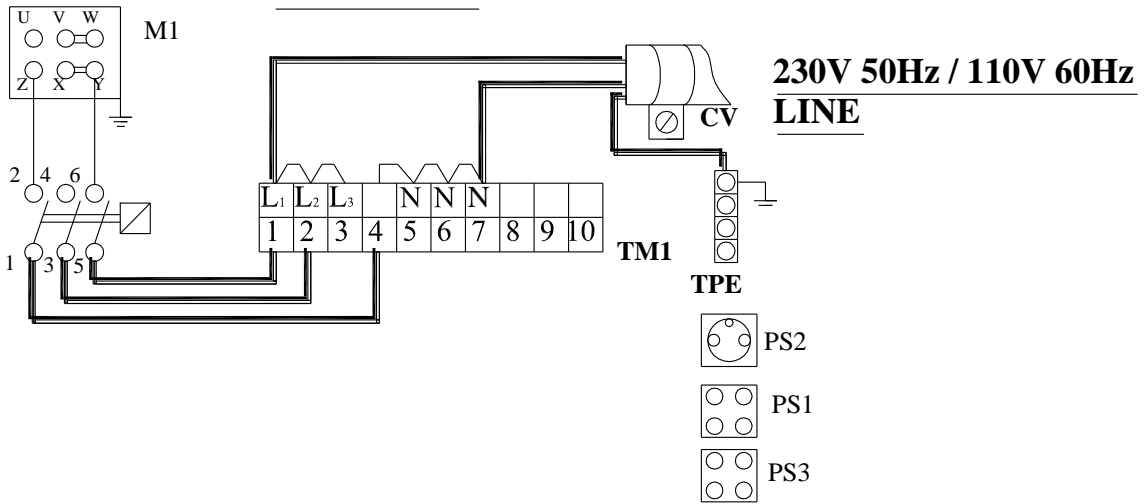 U V W
M1
Z X Y
230V 50Hz / 110V 60Hz
LINE
CV
2 4 6
L1 L2 L3 N N N
1 2 3 4 5 6 7 8 9 10
1 3 5
TM1
TPE
PS2
PS1
PS3